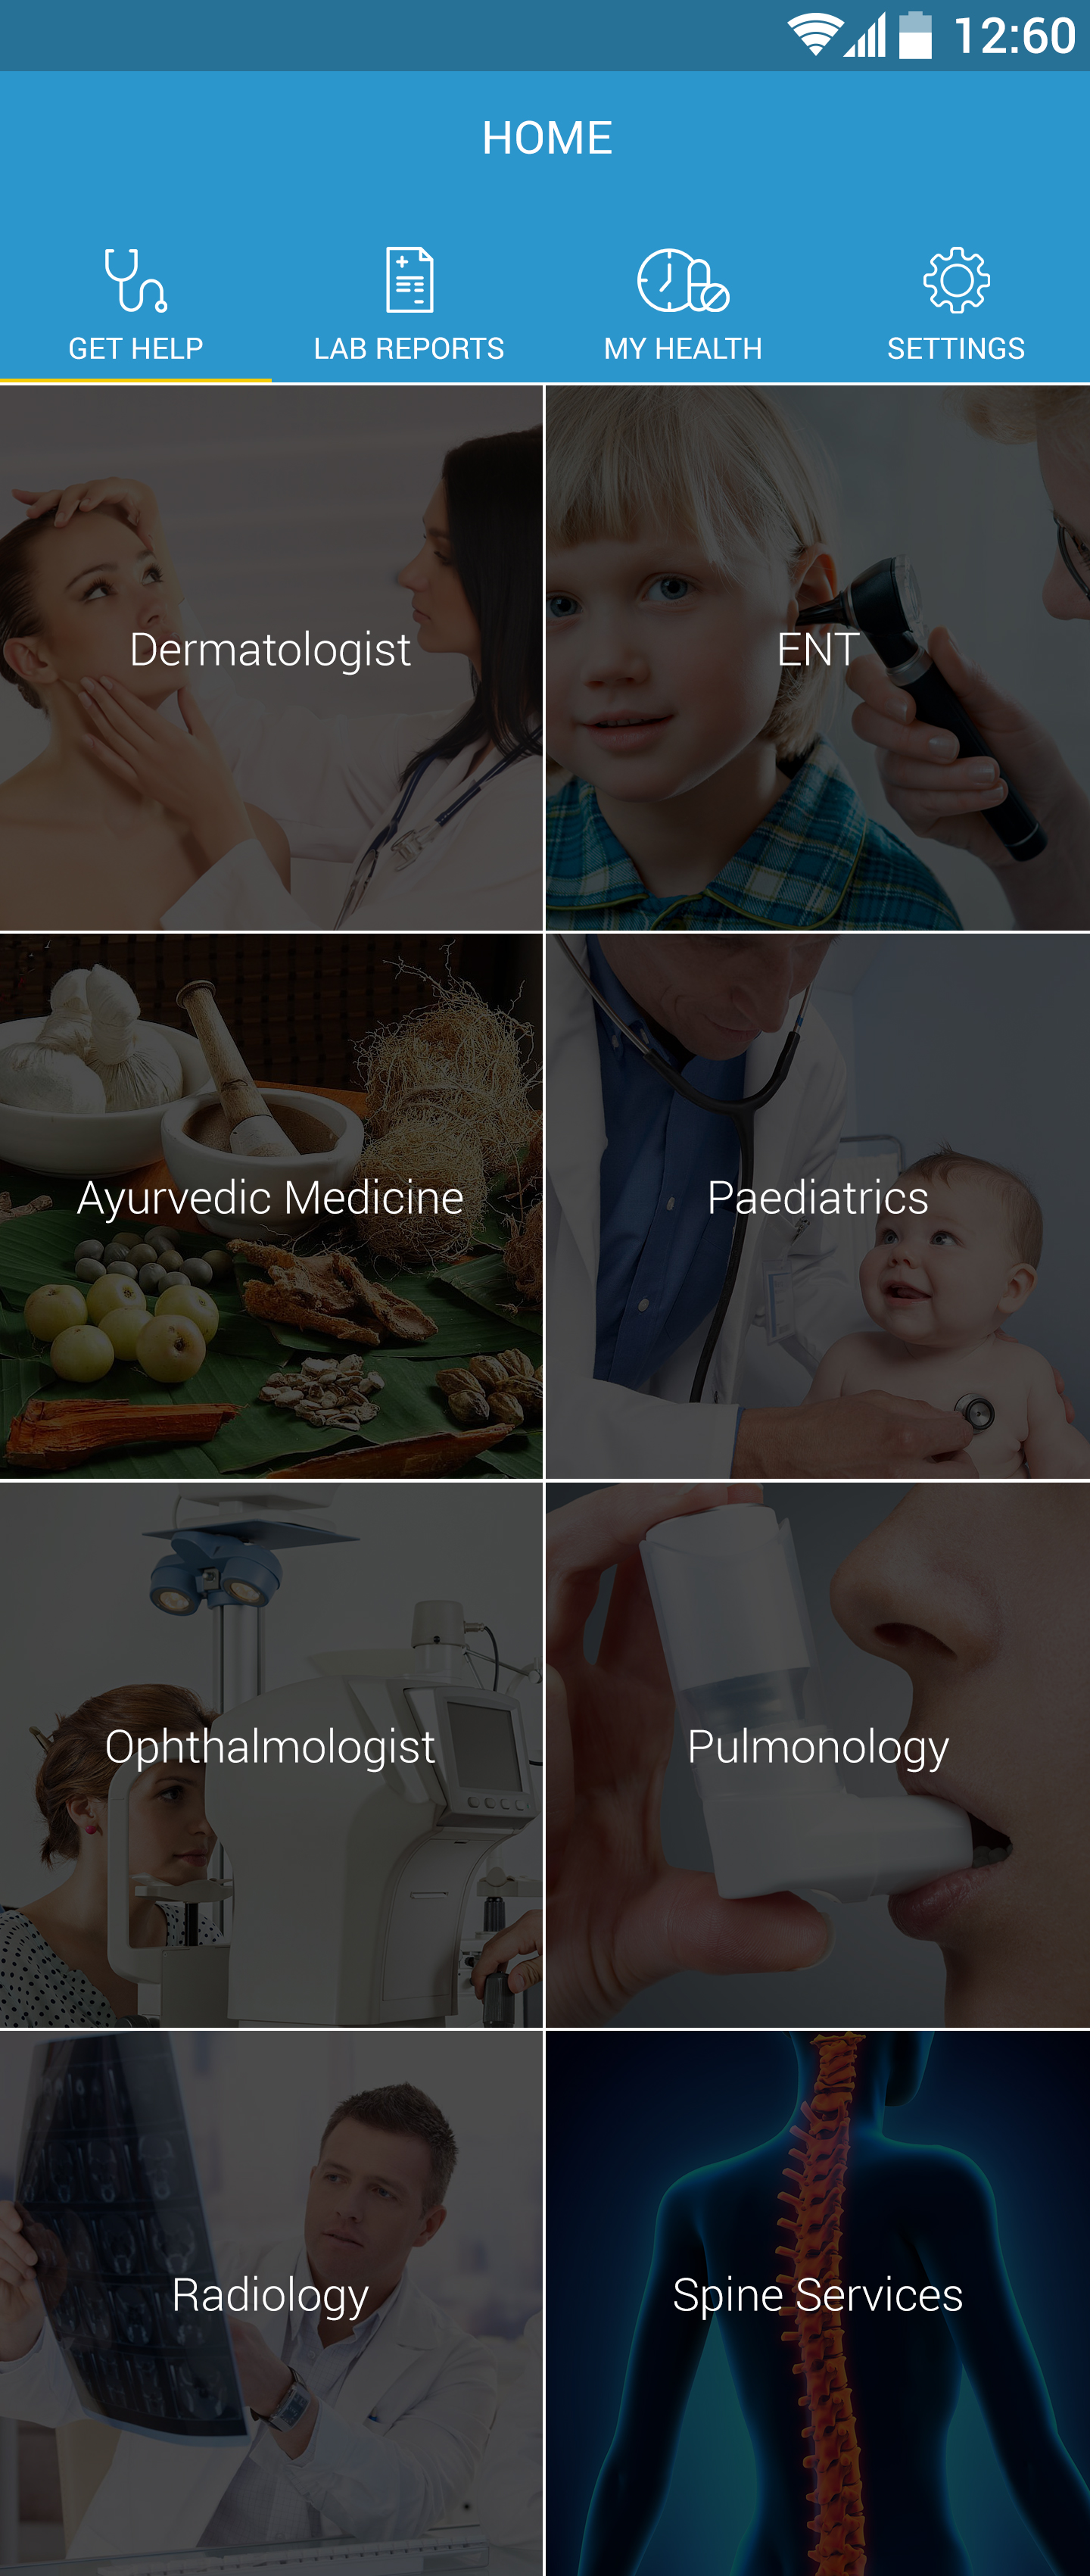 12:60
HOME
GET HELP
LAB REPORTS
MY HEALTH
SETTINGS
Dermatologist
ENT
Ayurvedic Medicine
Paediatrics
Ophthalmologist
Pulmonology
Radiology
Spine Services